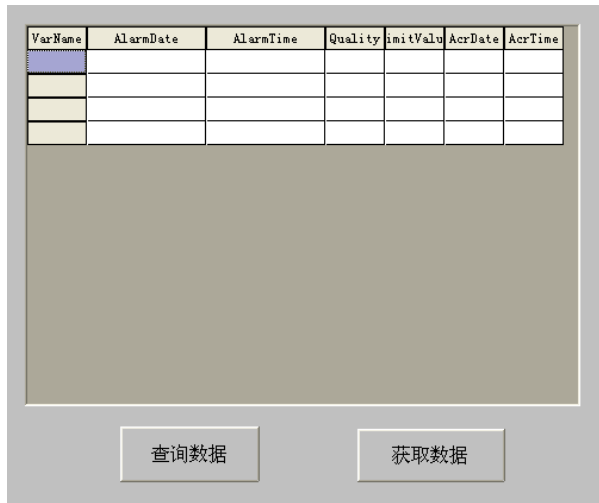 VarName AlarmDate AlarmTime Quality imitValu AcrDate AcrTime
查询数据 获取数据